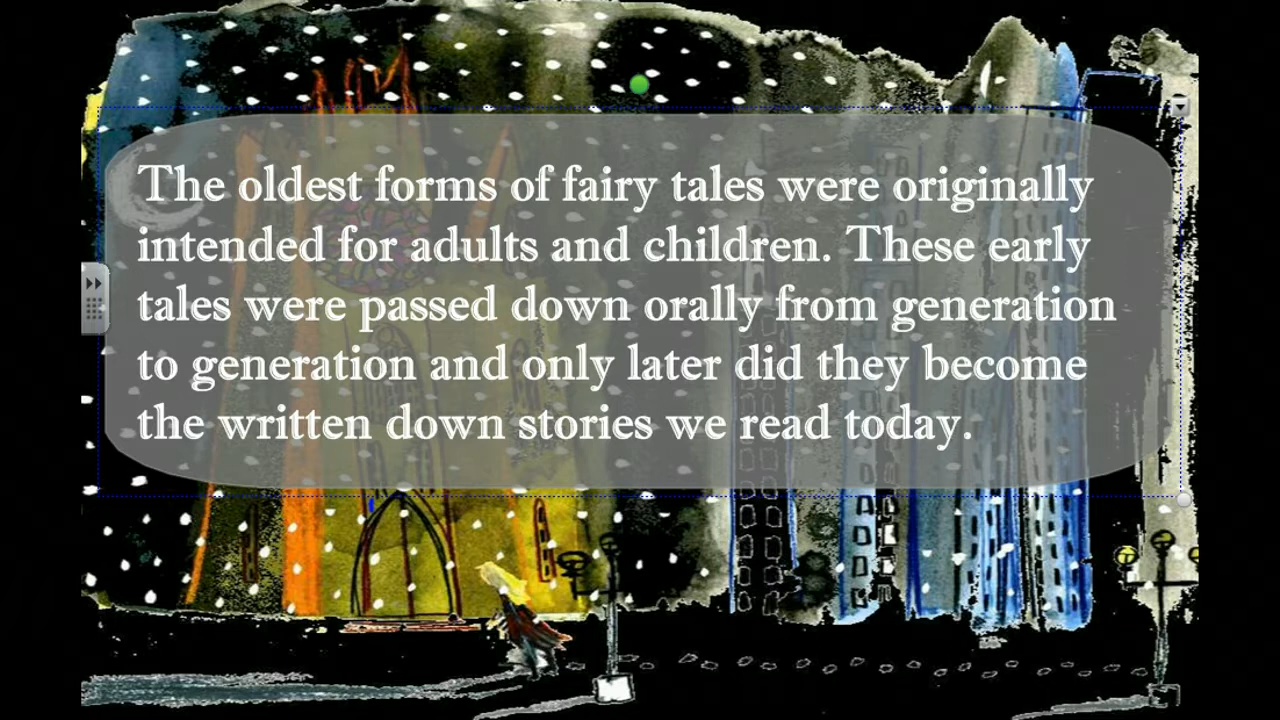 The oldest forms of fairy tales were originally
intended for adults and children. These early
tales were passed down orally from generation
to generation and only later did they become
the written down stories we read today.